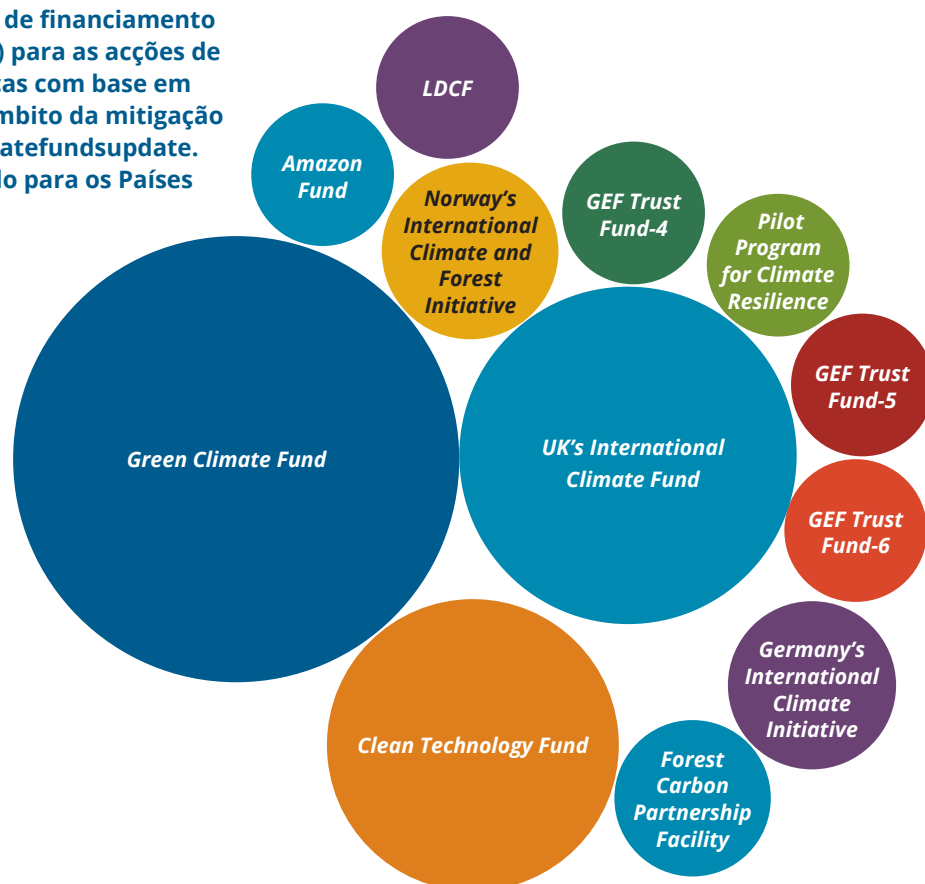 de financiamento
) para as acções de
as com base em
mbito da mitigação
atefundsupdate.
o para os Países
LDCF
Amazon
Fund
Norway's
International
Climate and
Forest
Initiative
GEF Trust
Fund-4
Pilot
Program
for Climate
Resilience
GEF Trust
Fund-5
Green Climate Fund
UK's International
Climate Fund
GEF Trust
Fund-6
Germany's
International
Climate
Initiative
Clean Technology Fund
Forest
Carbon
Partnership
Facility